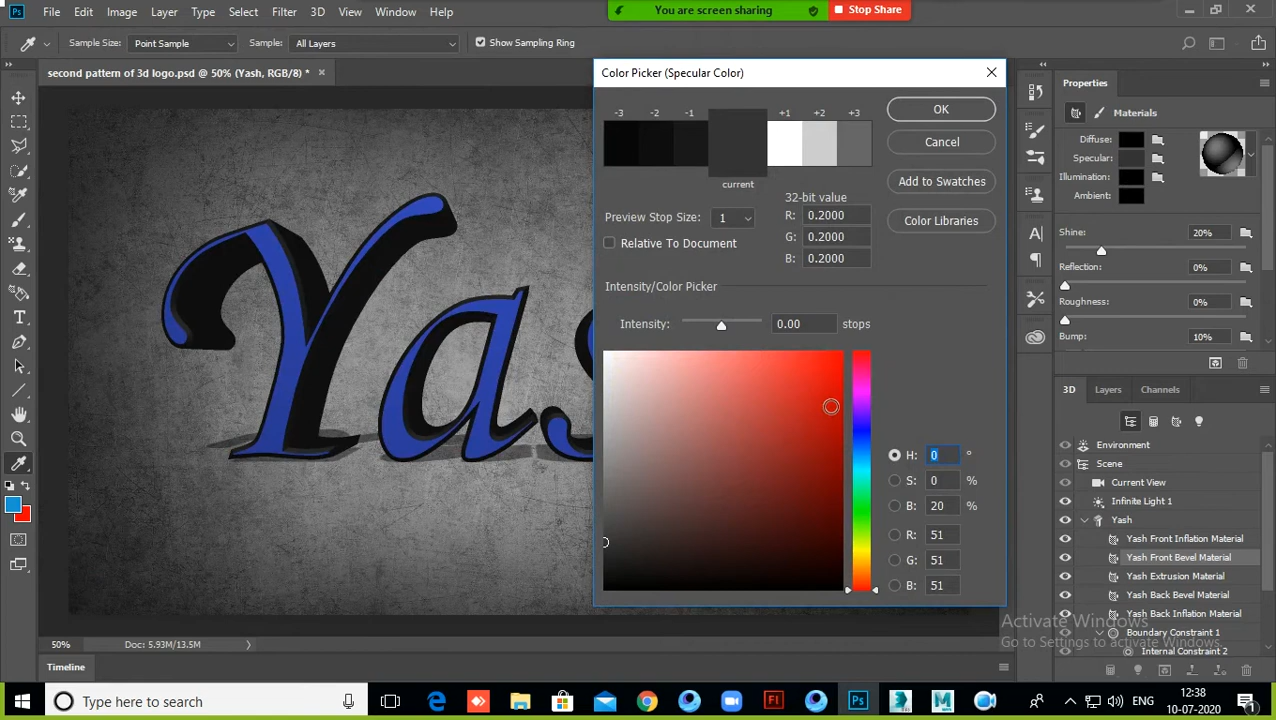 Ps File Edit Image Layer Type Select Filter 3D View Window Help
You are screen sharing
Stop Share
Sample Size: Point Sample Sample: All Layers Show Sampling Ring
second pattern of 3d logo.psd @ 50% (Yash, RGB/8) *
Yas
Color Picker (Specular Color)
-3 -2 -1 +1 +2 +3
current
OK
Cancel
Add to Swatches
Color Libraries
Preview Stop Size: 1
Relative To Document
32-bit value
R: 0.2000
G: 0.2000
B: 0.2000
Intensity/Color Picker
Intensity: 0.00 stops
H: 0 °
S: 0 %
B: 20 %
R: 51
G: 51
B: 51
Properties
Materials
Diffuse:
Specular:
Illumination:
Ambient:
Shine: 20%
Reflection: 0%
Roughness: 0%
Bump: 10%
3D Layers Channels
Environment
Scene
Current View
Infinite Light 1
Yash
Yash Front Inflation Material
Yash Front Bevel Material
Yash Extrusion Material
Yash Back Bevel Material
Yash Back Inflation Material
Boundary Constraint 1
Internal Constraint 2
Activate Windows
Go to Settings to activate Windows.
50% Doc: 5.93M/13.5M
Timeline
Type here to search
ENG
12:38
10-07-2020